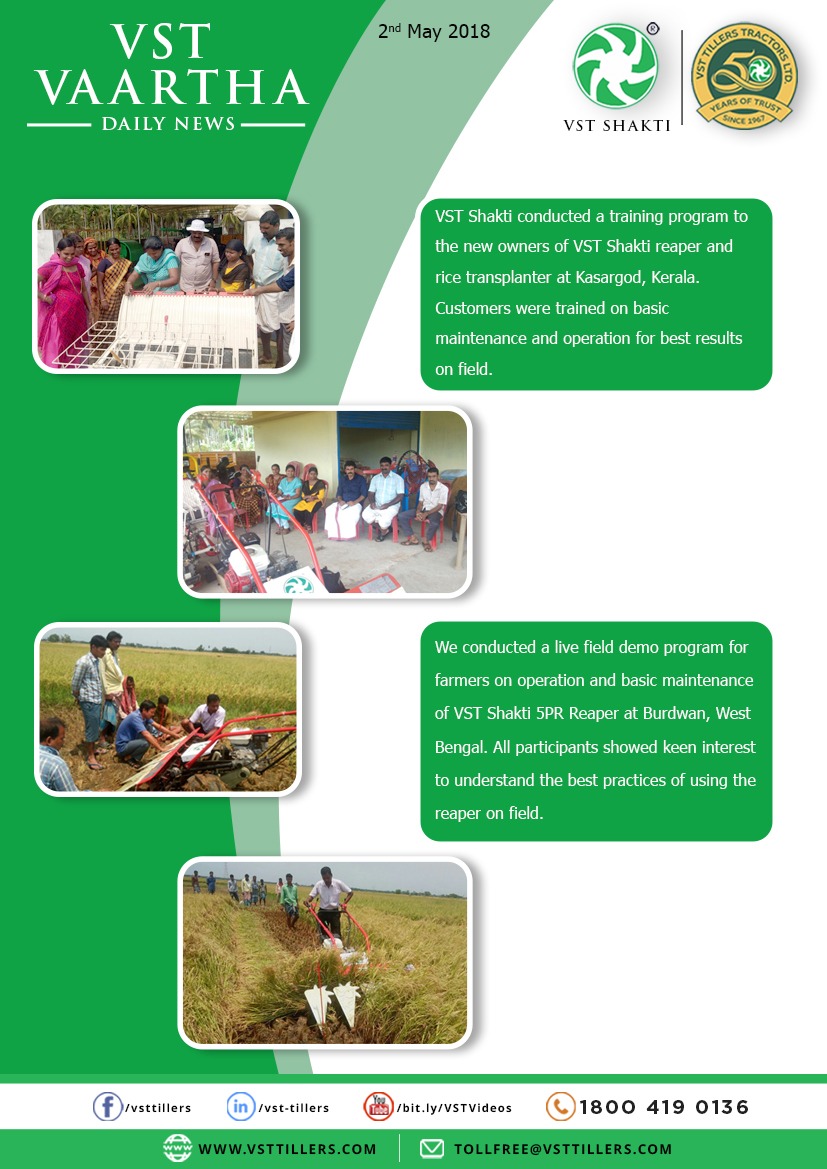 VST
VAARTHA
DAILY NEWS
2nd May 2018
®
VST SHAKTI
VST TILLERS TRACTORS LTD.
50
YEARS OF TRUST
SINCE 1967
VST Shakti conducted a training program to
the new owners of VST Shakti reaper and
rice transplanter at Kasargod, Kerala.
Customers were trained on basic
maintenance and operation for best results
on field.
We conducted a live field demo program for
farmers on operation and basic maintenance
of VST Shakti 5PR Reaper at Burdwan, West
Bengal. All participants showed keen interest
to understand the best practices of using the
reaper on field.
/vsttillers
/vst-tillers
You Tube
/bit.ly/VSTVideos
1800 419 0136
WWW.VSTTILLERS.COM
TOLLFREE@VSTTILLERS.COM